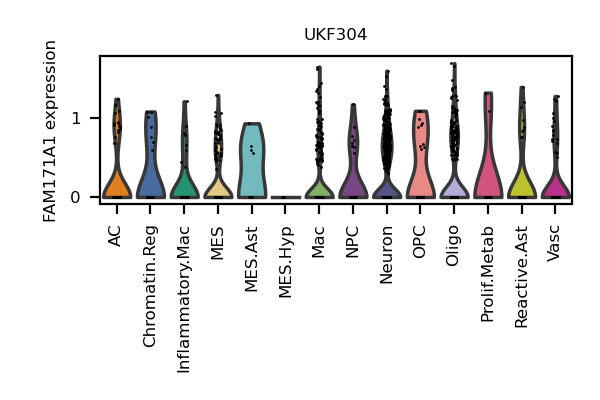 UKF304
FAM171A1 expression
1
0
AC
Chromatin.Reg
Inflammatory.Mac
MES
MES.Ast
MES.Hyp
Mac
NPC
Neuron
OPC
Oligo
Prolif.Metab
Reactive.Ast
Vasc